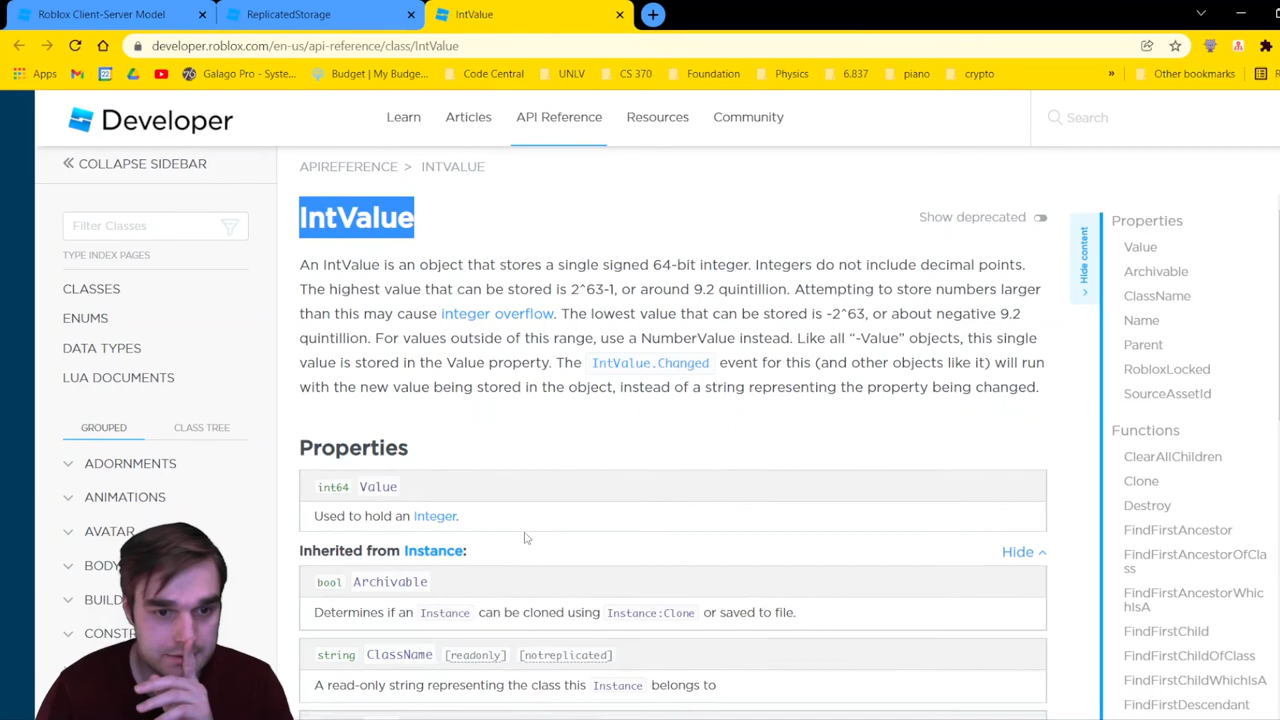 Roblox Client-Server Model
ReplicatedStorage
IntValue
developer.roblox.com/en-us/api-reference/class/IntValue
Apps
Galago Pro - Syste...
Budget | My Budge...
Code Central
UNLV
CS 370
Foundation
Physics
6.837
piano
crypto
»
Other bookmarks
Developer
Learn
Articles
API Reference
Resources
Community
Search
COLLAPSE SIDEBAR
APIREFERENCE > INTVALUE
Filter Classes
TYPE INDEX PAGES
CLASSES
ENUMS
DATA TYPES
LUA DOCUMENTS
GROUPED
CLASS TREE
ADORNMENTS
ANIMATIONS
AVATAR
BODY
BUILD
CONSTR
IntValue
Show deprecated
An IntValue is an object that stores a single signed 64-bit integer. Integers do not include decimal points.
The highest value that can be stored is 2^63-1, or around 9.2 quintillion. Attempting to store numbers larger
than this may cause integer overflow. The lowest value that can be stored is -2^63, or about negative 9.2
quintillion. For values outside of this range, use a NumberValue instead. Like all “-Value” objects, this single
value is stored in the Value property. The IntValue.Changed event for this (and other objects like it) will run
with the new value being stored in the object, instead of a string representing the property being changed.
Properties
int64 Value
Used to hold an Integer.
Inherited from Instance:
Hide
bool Archivable
Determines if an Instance can be cloned using Instance:Clone or saved to file.
string ClassName [readonly] [notreplicated]
A read-only string representing the class this Instance belongs to
Hide content
Properties
Value
Archivable
ClassName
Name
Parent
RobloxLocked
SourceAssetId
Functions
ClearAllChildren
Clone
Destroy
FindFirstAncestor
FindFirstAncestorOfCla
ss
FindFirstAncestorWhic
hIsA
FindFirstChild
FindFirstChildOfClass
FindFirstChildWhichIsA
FindFirstDescendant